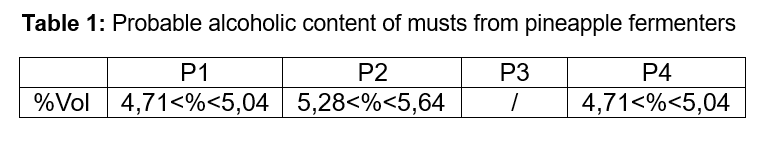 Table 1: Probable alcoholic content of musts from pineapple fermenters
P1 P2 P3 P4
%Vol 4,71<%<5,04 5,28<%<5,64 / 4,71<%<5,04